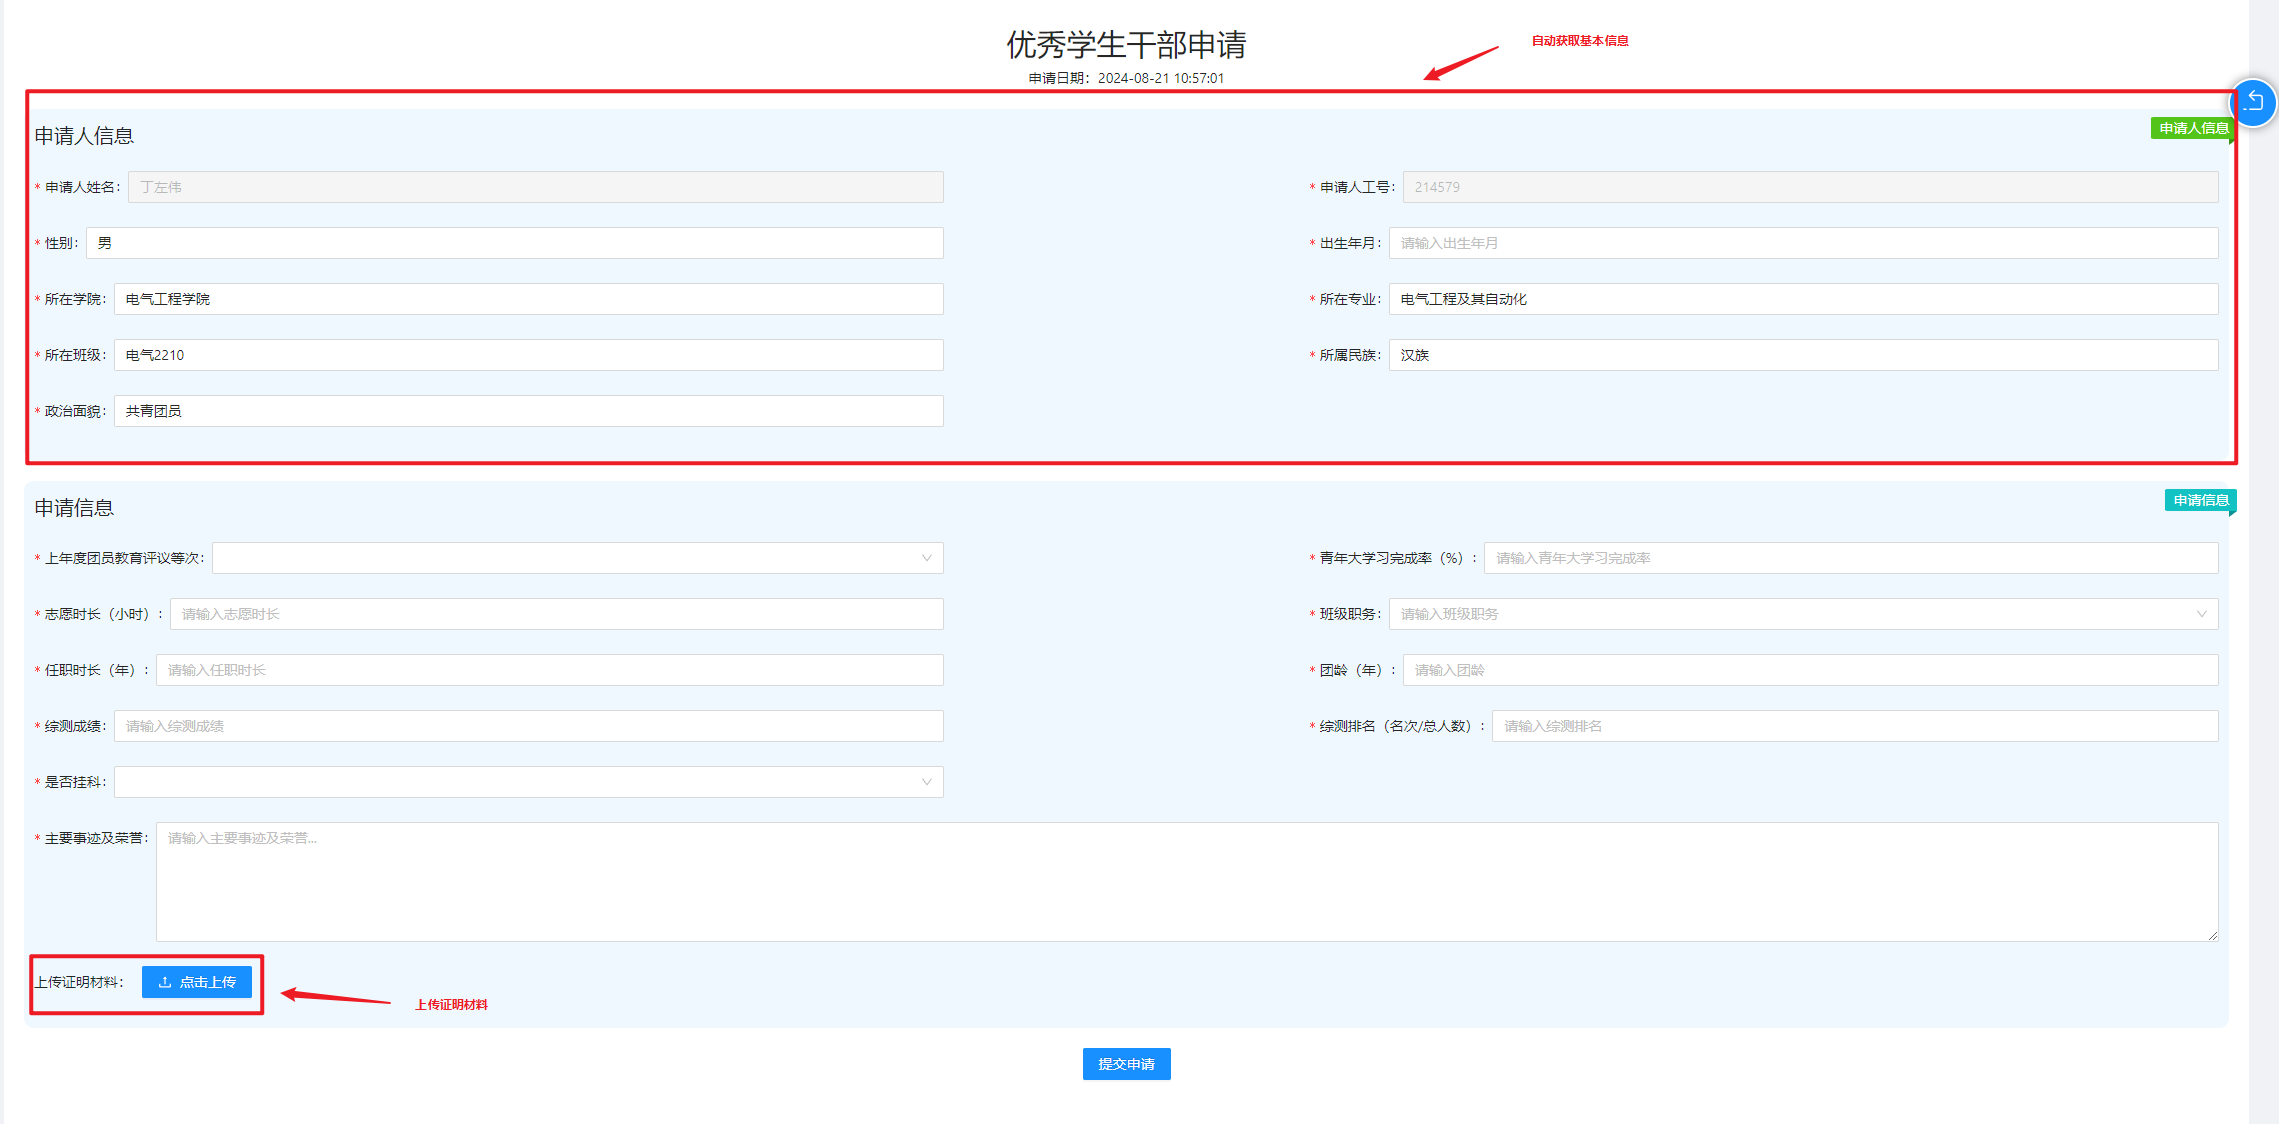 优秀学生干部申请
自动获取基本信息
申请日期：2024-08-21 10:57:01
申请人信息
申请人信息
* 申请人姓名： 丁左伟
* 申请人工号： 214579
* 性别： 男
* 出生年月： 请输入出生年月
* 所在学院： 电气工程学院
* 所在专业： 电气工程及其自动化
* 所在班级： 电气2210
* 所属民族： 汉族
* 政治面貌： 共青团员
申请信息
申请信息
* 上年度团员教育评议等次：
* 青年大学习完成率（%）： 请输入青年大学习完成率
* 志愿时长（小时）： 请输入志愿时长
* 班级职务： 请输入班级职务
* 任职时长（年）： 请输入任职时长
* 团龄（年）： 请输入团龄
* 综测成绩： 请输入综测成绩
* 综测排名（名次/总人数）： 请输入综测排名
* 是否挂科：
* 主要事迹及荣誉： 请输入主要事迹及荣誉...
上传证明材料： 点击上传
上传证明材料
提交申请